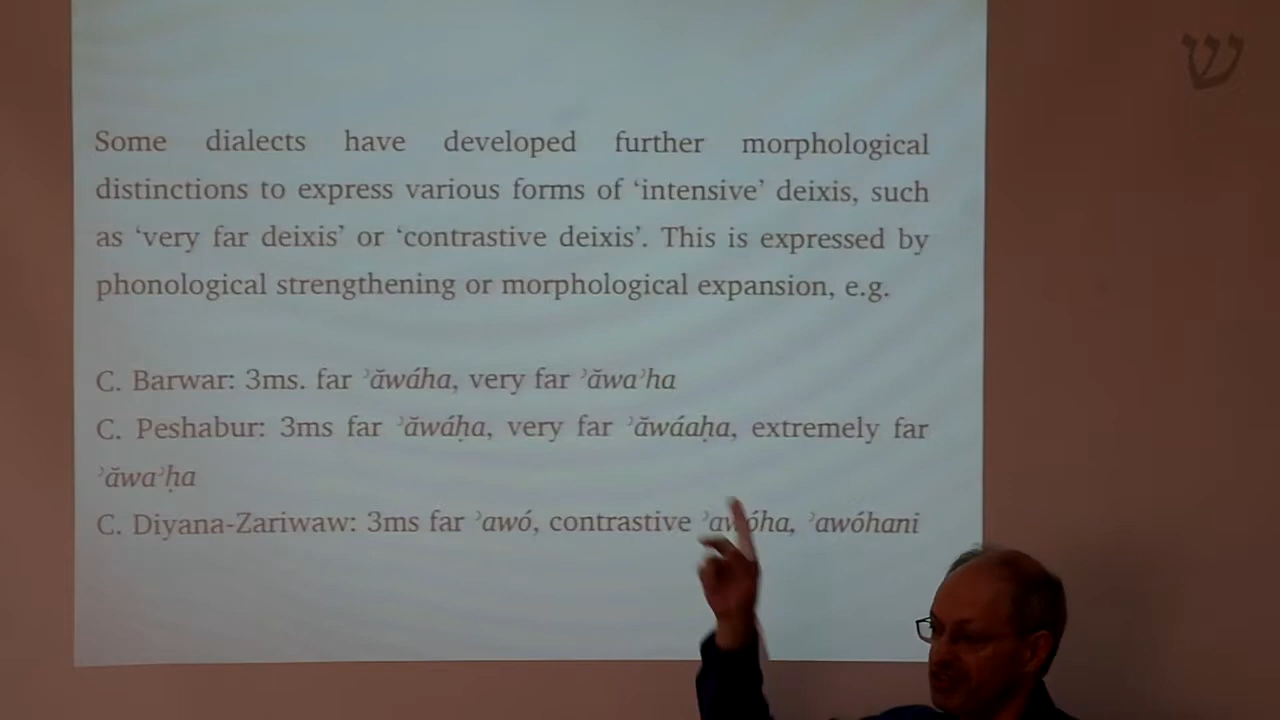 ש
Some dialects have developed further morphological
distinctions to express various forms of ‘intensive’ deixis, such
as ‘very far deixis’ or ‘contrastive deixis’. This is expressed by
phonological strengthening or morphological expansion, e.g.
C. Barwar: 3ms. far ʾăwáha, very far ʾăwaʾha
C. Peshabur: 3ms far ʾăwáḥa, very far ʾăwáaḥa, extremely far
ʾăwaʾḥa
C. Diyana-Zariwaw: 3ms far ʾawó, contrastive ʾawóha, ʾawóhani